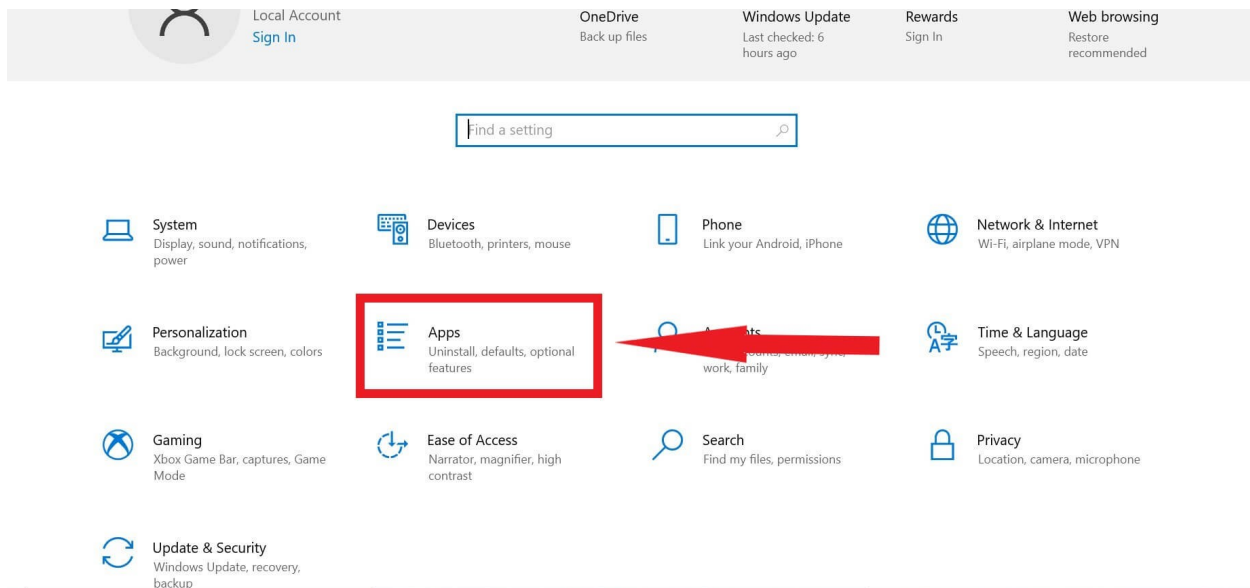 Local Account
Sign In
OneDrive
Back up files
Windows Update
Last checked: 6
hours ago
Rewards
Sign In
Web browsing
Restore
recommended
Find a setting
System
Display, sound, notifications,
power
Devices
Bluetooth, printers, mouse
Phone
Link your Android, iPhone
Network & Internet
Wi-Fi, airplane mode, VPN
Personalization
Background, lock screen, colors
Apps
Uninstall, defaults, optional
features
work, family
Time & Language
Speech, region, date
Gaming
Xbox Game Bar, captures, Game
Mode
Ease of Access
Narrator, magnifier, high
contrast
Search
Find my files, permissions
Privacy
Location, camera, microphone
Update & Security
Windows Update, recovery,
backup